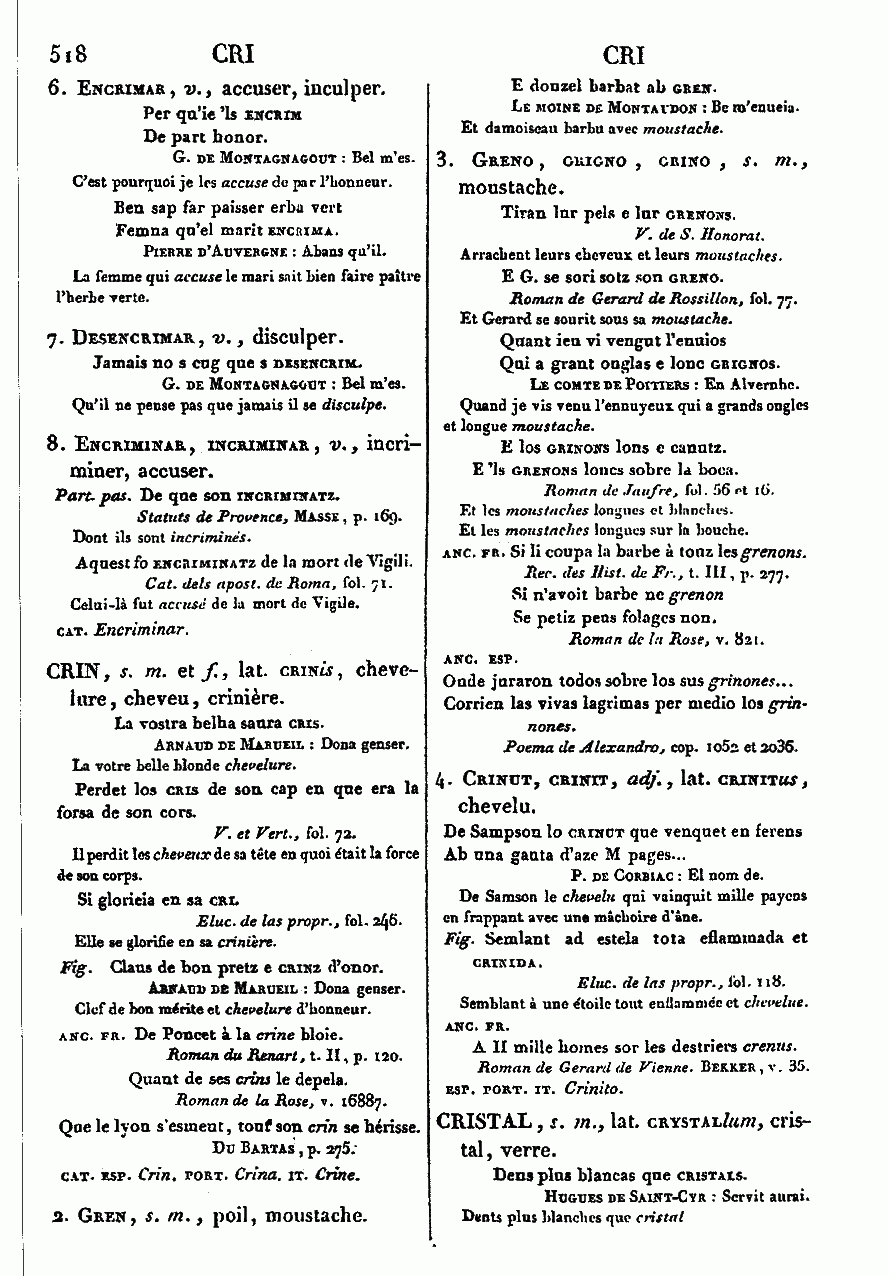 518 CRI CRI
6. Encrimar, v., accuser, inculper.
Per qu'ie 'ls encrim
De part honor.
G. de Montagnagout : Bel m'es.
C'est pourquoi je les accuse de par l'honneur.
Ben sap far paisser erba vert
Femna qu'el marit encrima.
Pierre d'Auvergne : Abans qu'il.
La femme qui accuse le mari sait bien faire paître
l'herbe verte.
7. Desencrimar, v., disculper.
Jamais no s cug que s desencrim.
G. de Montagnagout : Bel m'es.
Qu'il ne pense pas que jamais il se disculpe.
8. Encriminar, incriminar, v., incri-
miner, accuser.
Part. pas. De que son incriminatz.
Statuts de Provence, Masse, p. 169.
Dont ils sont incriminés.
Aquest fo encriminatz de la mort de Vigili.
Cat. dels apost. de Roma, fol. 71.
Celui-là fut accusé de la mort de Vigile.
cat. Encriminar.
CRIN, s. m. et f., lat. crinis, cheve-
lure, cheveu, crinière.
La vostra belha saura cris.
Arnaud de Marueil : Dona genser.
La votre belle blonde chevelure.
Perdet los cris de son cap en que era la
forsa de son cors.
V. et Vert., fol. 72.
Il perdit les cheveux de sa tête en quoi était la force
de son corps.
Si glorieia en sa cri.
Eluc. de las propr., fol. 246.
Elle se glorifie en sa crinière.
Fig. Claus de bon pretz e crinz d'onor.
Arnaud de Marueil : Dona genser.
Clef de bon mérite et chevelure d'honneur.
anc. fr. De Poncet à la crine bloie.
Roman du Renart, t. II, p. 120.
Quant de ses crins le depela.
Roman de la Rose, v. 16887.
Que le lyon s'esment, tout son crin se hérisse.
Du Bartas, p. 275.
cat. esp. Crin. port. Crina. it. Crine.
2. Gren, s. m., poil, moustache.
E donzel barbat ab gren.
Le moine de Montaudon : Be m'enueia.
Et damoiseau barbu avec moustache.
3. Greno, grigno, grino, s. m.,
moustache.
Tiran lur pels e lur grenons.
V. de S. Honorat.
Arrachent leurs cheveux et leurs moustaches.
E G. se sorisotz son greno.
Roman de Gerard de Rossillon, fol. 77.
Et Gerard se sourit sous sa moustache.
Quant ieu vi vengut l'enuios
Qui a grant onglas e lonc grignos.
Le comte de Poitiers : En Alvernhe.
Quand je vis venu l'ennuyeux qui a grands ongles
et longue moustache.
E los grinons lons e canutz.
E 'ls grenons loncs sobre la boca.
Roman de Jaufre, fol. 56 et 16.
Et les moustaches longues et blanches.
Et les moustaches longues sur la bouche.
anc. fr. Si li coupa la barbe à tonz les grenons.
Rec. des Hist. de Fr., t. III, p. 277.
Si n'avoit barbe ne grenon
Se petiz peus folages non.
Roman de la Rose, v. 821.
anc. esp.
Onde juraron todos sobre los sus grinones...
Corrien las vivas lagrimas per medio los grin-
nones.
Poema de Alexandro, cop. 1052 et 2036.
4. Crinut, crinit, adj., lat. crinitus,
chevelu.
De Sampson lo crinut que venquet en ferens
Ab una ganta d'aze M pages...
P. de Corbiac : El nom de.
De Samson le chevelu qui vainquit mille payens
en frappant avec une mâchoire d'âne.
Fig. Semlant ad estela tota eflammada et
crinida.
Eluc. de las propr., fol. 118.
Semblant à une étoile tout enflammée et chevelue.
anc. fr.
A II mille homes sor les destriers crenus.
Roman de Gerard de Vienne. Bekker, v. 35.
esp. port. it. Crinito.
CRISTAL, s. m., lat. crystallum, cris-
tal, verre.
Dens plus blancas que cristals.
Hugues de Saint-Cyr : Servit aurai.
Dents plus blanches que cristal